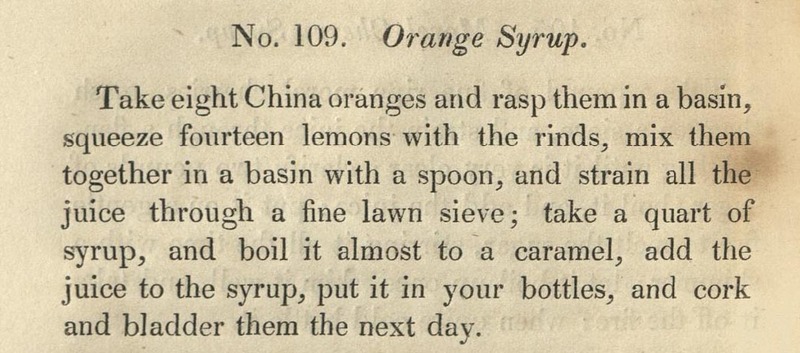 No. 109. Orange Syrup.
Take eight China oranges and rasp them in a basin,
squeeze fourteen lemons with the rinds, mix them
together in a basin with a spoon, and strain all the
juice through a fine lawn sieve; take a quart of
syrup, and boil it almost to a caramel, add the
juice to the syrup, put it in your bottles, and cork
and bladder them the next day.